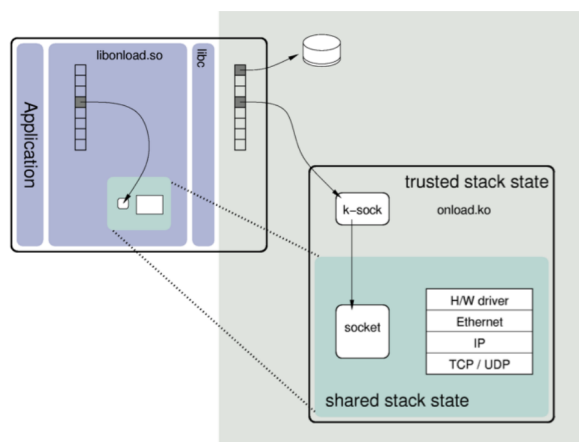 libonload.so
libc
Application
trusted stack state
k-sock
onload.ko
socket
H/W driver
Ethernet
IP
TCP / UDP
shared stack state